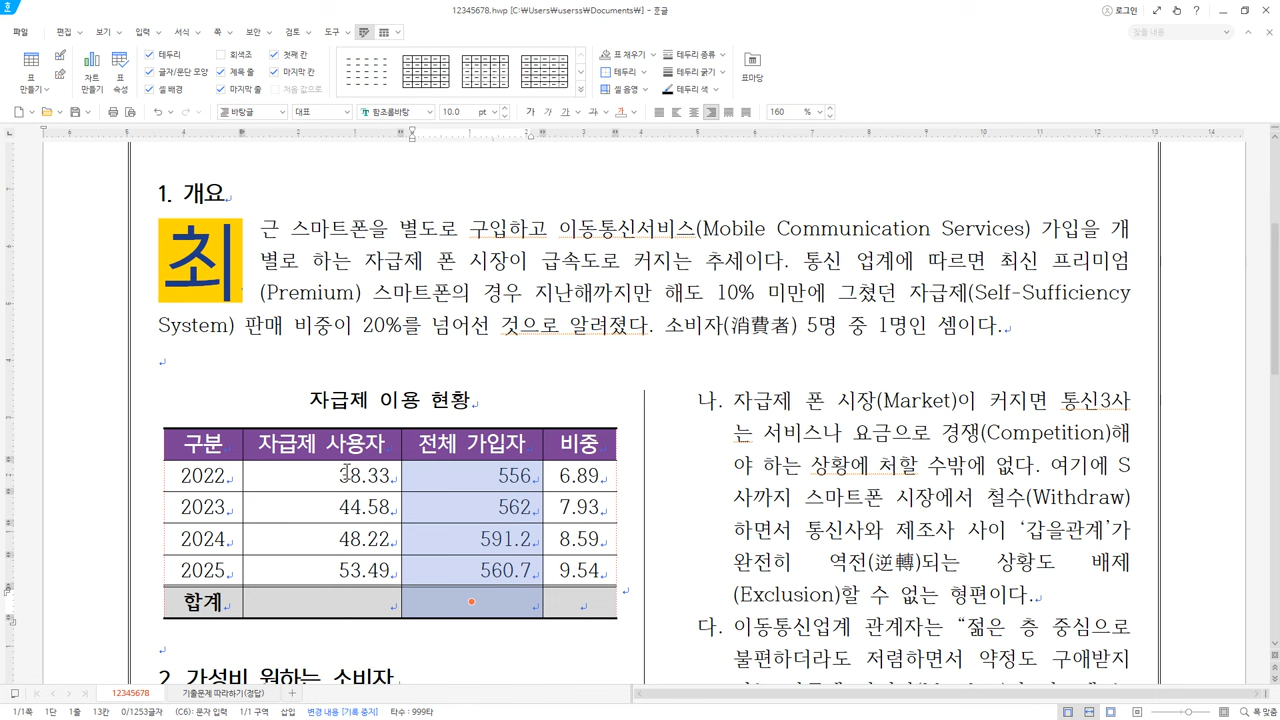 12345678.hwp [C:₩Users₩userss₩Documents₩] - 흔글
로그인
파일 편집 보기 입력 서식 쪽 보안 검토 도구 찾을 내용
표 만들기 차트 만들기 표 속성
테두리 회색조 첫째 칸
글자/문단 모양 제목 줄 마지막 칸
셀 배경 마지막 줄 처음 값으로
표 채우기 테두리 종류
테두리 테두리 굵기
셀 음영 테두리 색
표마당
바탕글 대표 함초롬바탕 10.0 pt 가 가 가 가 가 160 %
1. 개요
최근 스마트폰을 별도로 구입하고 이동통신서비스(Mobile Communication Services) 가입을 개
별로 하는 자급제 폰 시장이 급속도로 커지는 추세이다. 통신 업계에 따르면 최신 프리미엄
(Premium) 스마트폰의 경우 지난해까지만 해도 10% 미만에 그쳤던 자급제(Self-Sufficiency
System) 판매 비중이 20%를 넘어선 것으로 알려졌다. 소비자(消費者) 5명 중 1명인 셈이다.
자급제 이용 현황
구분 자급제 사용자 전체 가입자 비중
2022 38.33 556 6.89
2023 44.58 562 7.93
2024 48.22 591.2 8.59
2025 53.49 560.7 9.54
합계
2. 가성비 원하는 소비자
나. 자급제 폰 시장(Market)이 커지면 통신3사
는 서비스나 요금으로 경쟁(Competition)해
야 하는 상황에 처할 수밖에 없다. 여기에 S
사까지 스마트폰 시장에서 철수(Withdraw)
하면서 통신사와 제조사 사이 ‘갑을관계’가
완전히 역전(逆轉)되는 상황도 배제
(Exclusion)할 수 없는 형편이다.
다. 이동통신업계 관계자는 “젊은 층 중심으로
불편하더라도 저렴하면서 약정도 구애받지
12345678 기출문제 따라하기(정답)
1/1쪽 1단 1줄 13칸 0/1253글자 (C6): 문자 입력 1/1 구역 삽입 변경 내용 [기록 중지] 타수 : 999타 폭 맞춤